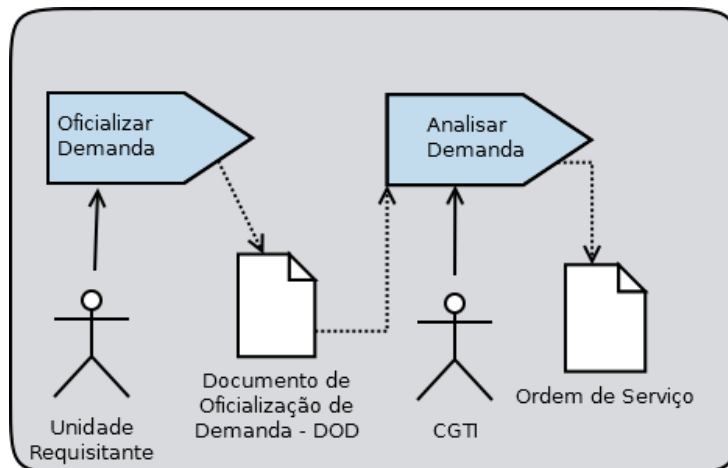 Oficializar
Demanda
Analisar
Demanda
Unidade
Requisitante
Documento de
Oficialização de
Demanda - DOD
CGTI
Ordem de Serviço